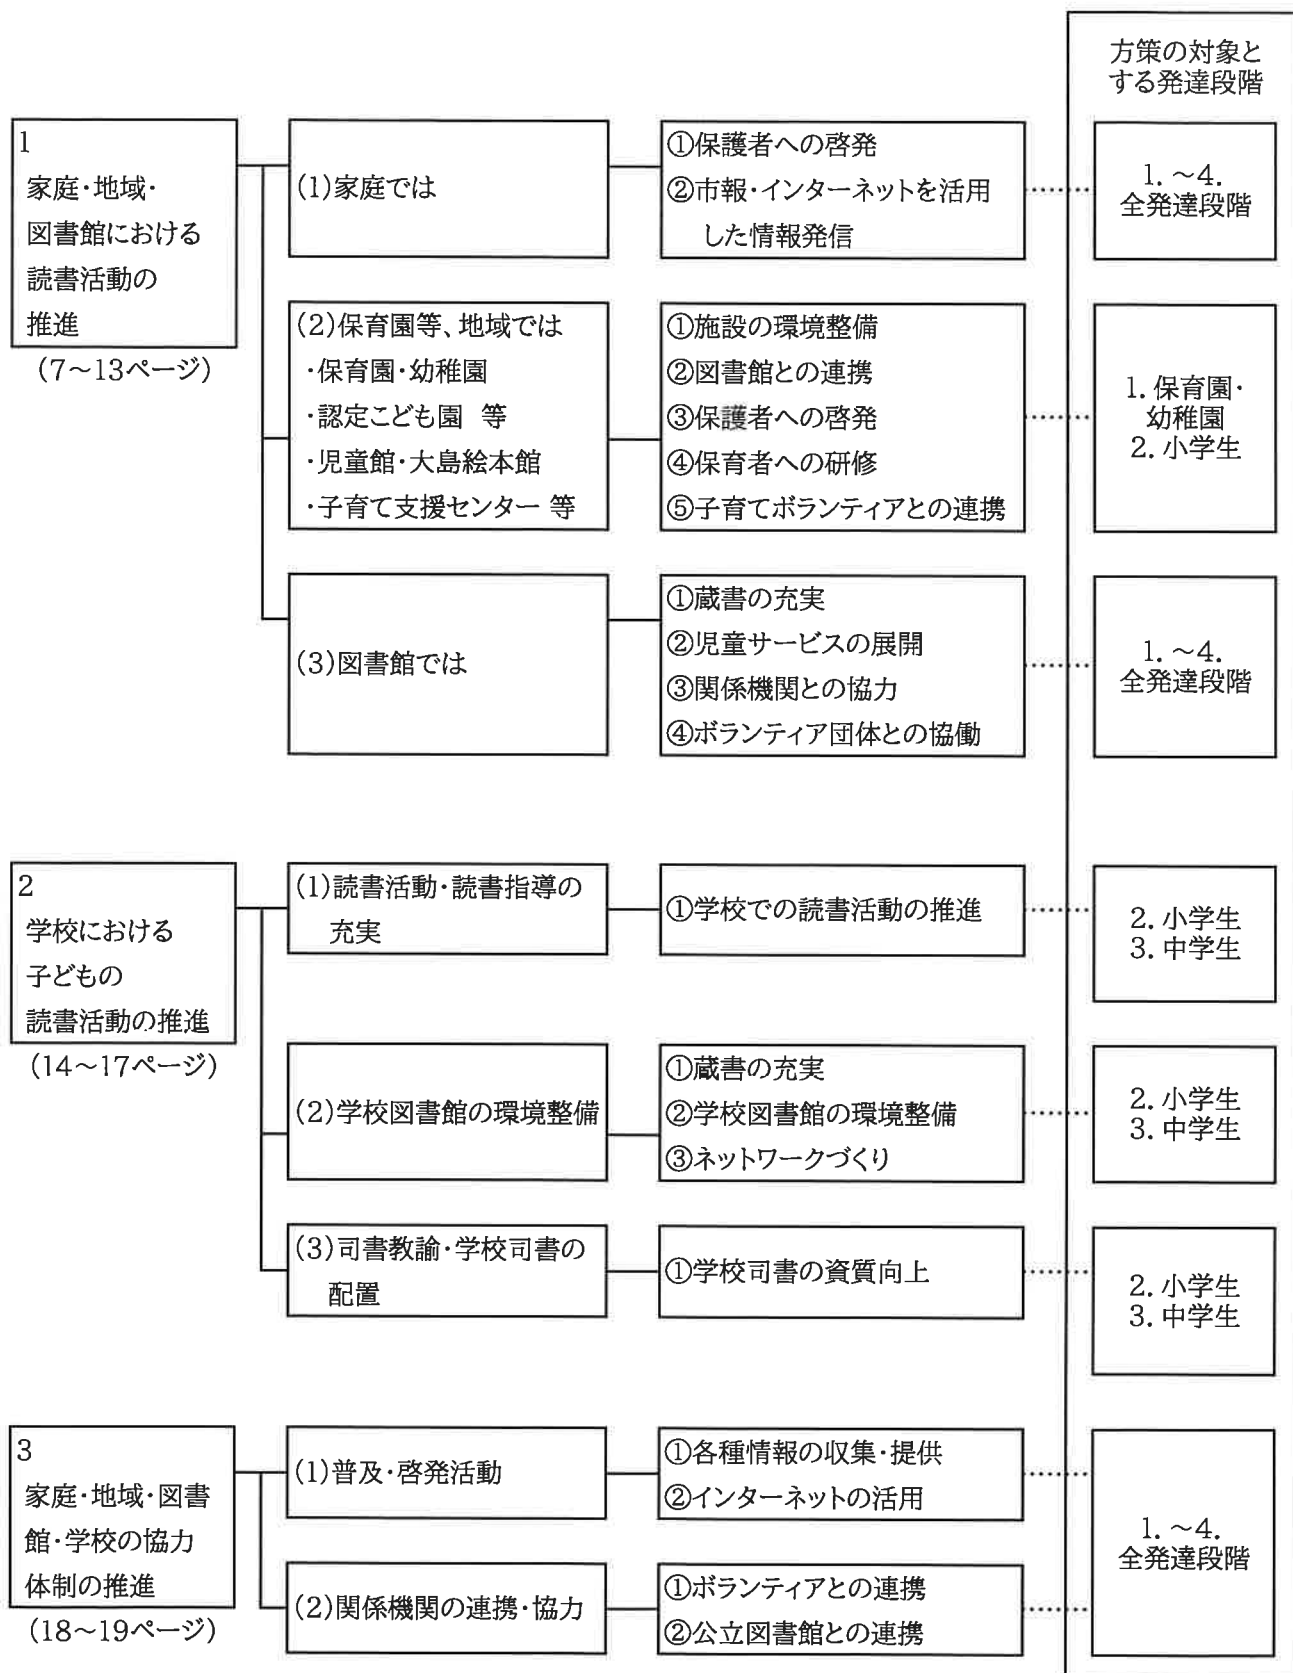 方策の対象と
する発達段階
1
家庭・地域・
図書館における
読書活動の
推進
(7～13ページ)
(1)家庭では
①保護者への啓発
②市報・インターネットを活用
した情報発信
1. ～4.
全発達段階
(2)保育園等、地域では
・保育園・幼稚園
・認定こども園 等
・児童館・大島絵本館
・子育て支援センター 等
①施設の環境整備
②図書館との連携
③保護者への啓発
④保育者への研修
⑤子育てボランティアとの連携
1. 保育園・
幼稚園
2. 小学生
(3)図書館では
①蔵書の充実
②児童サービスの展開
③関係機関との協力
④ボランティア団体との協働
1. ～4.
全発達段階
2
学校における
子どもの
読書活動の推進
(14～17ページ)
(1)読書活動・読書指導の
充実
①学校での読書活動の推進
2. 小学生
3. 中学生
(2)学校図書館の環境整備
①蔵書の充実
②学校図書館の環境整備
③ネットワークづくり
2. 小学生
3. 中学生
(3)司書教諭・学校司書の
配置
①学校司書の資質向上
2. 小学生
3. 中学生
3
家庭・地域・図書
館・学校の協力
体制の推進
(18～19ページ)
(1)普及・啓発活動
①各種情報の収集・提供
②インターネットの活用
(2)関係機関の連携・協力
①ボランティアとの連携
②公立図書館との連携
1. ～4.
全発達段階